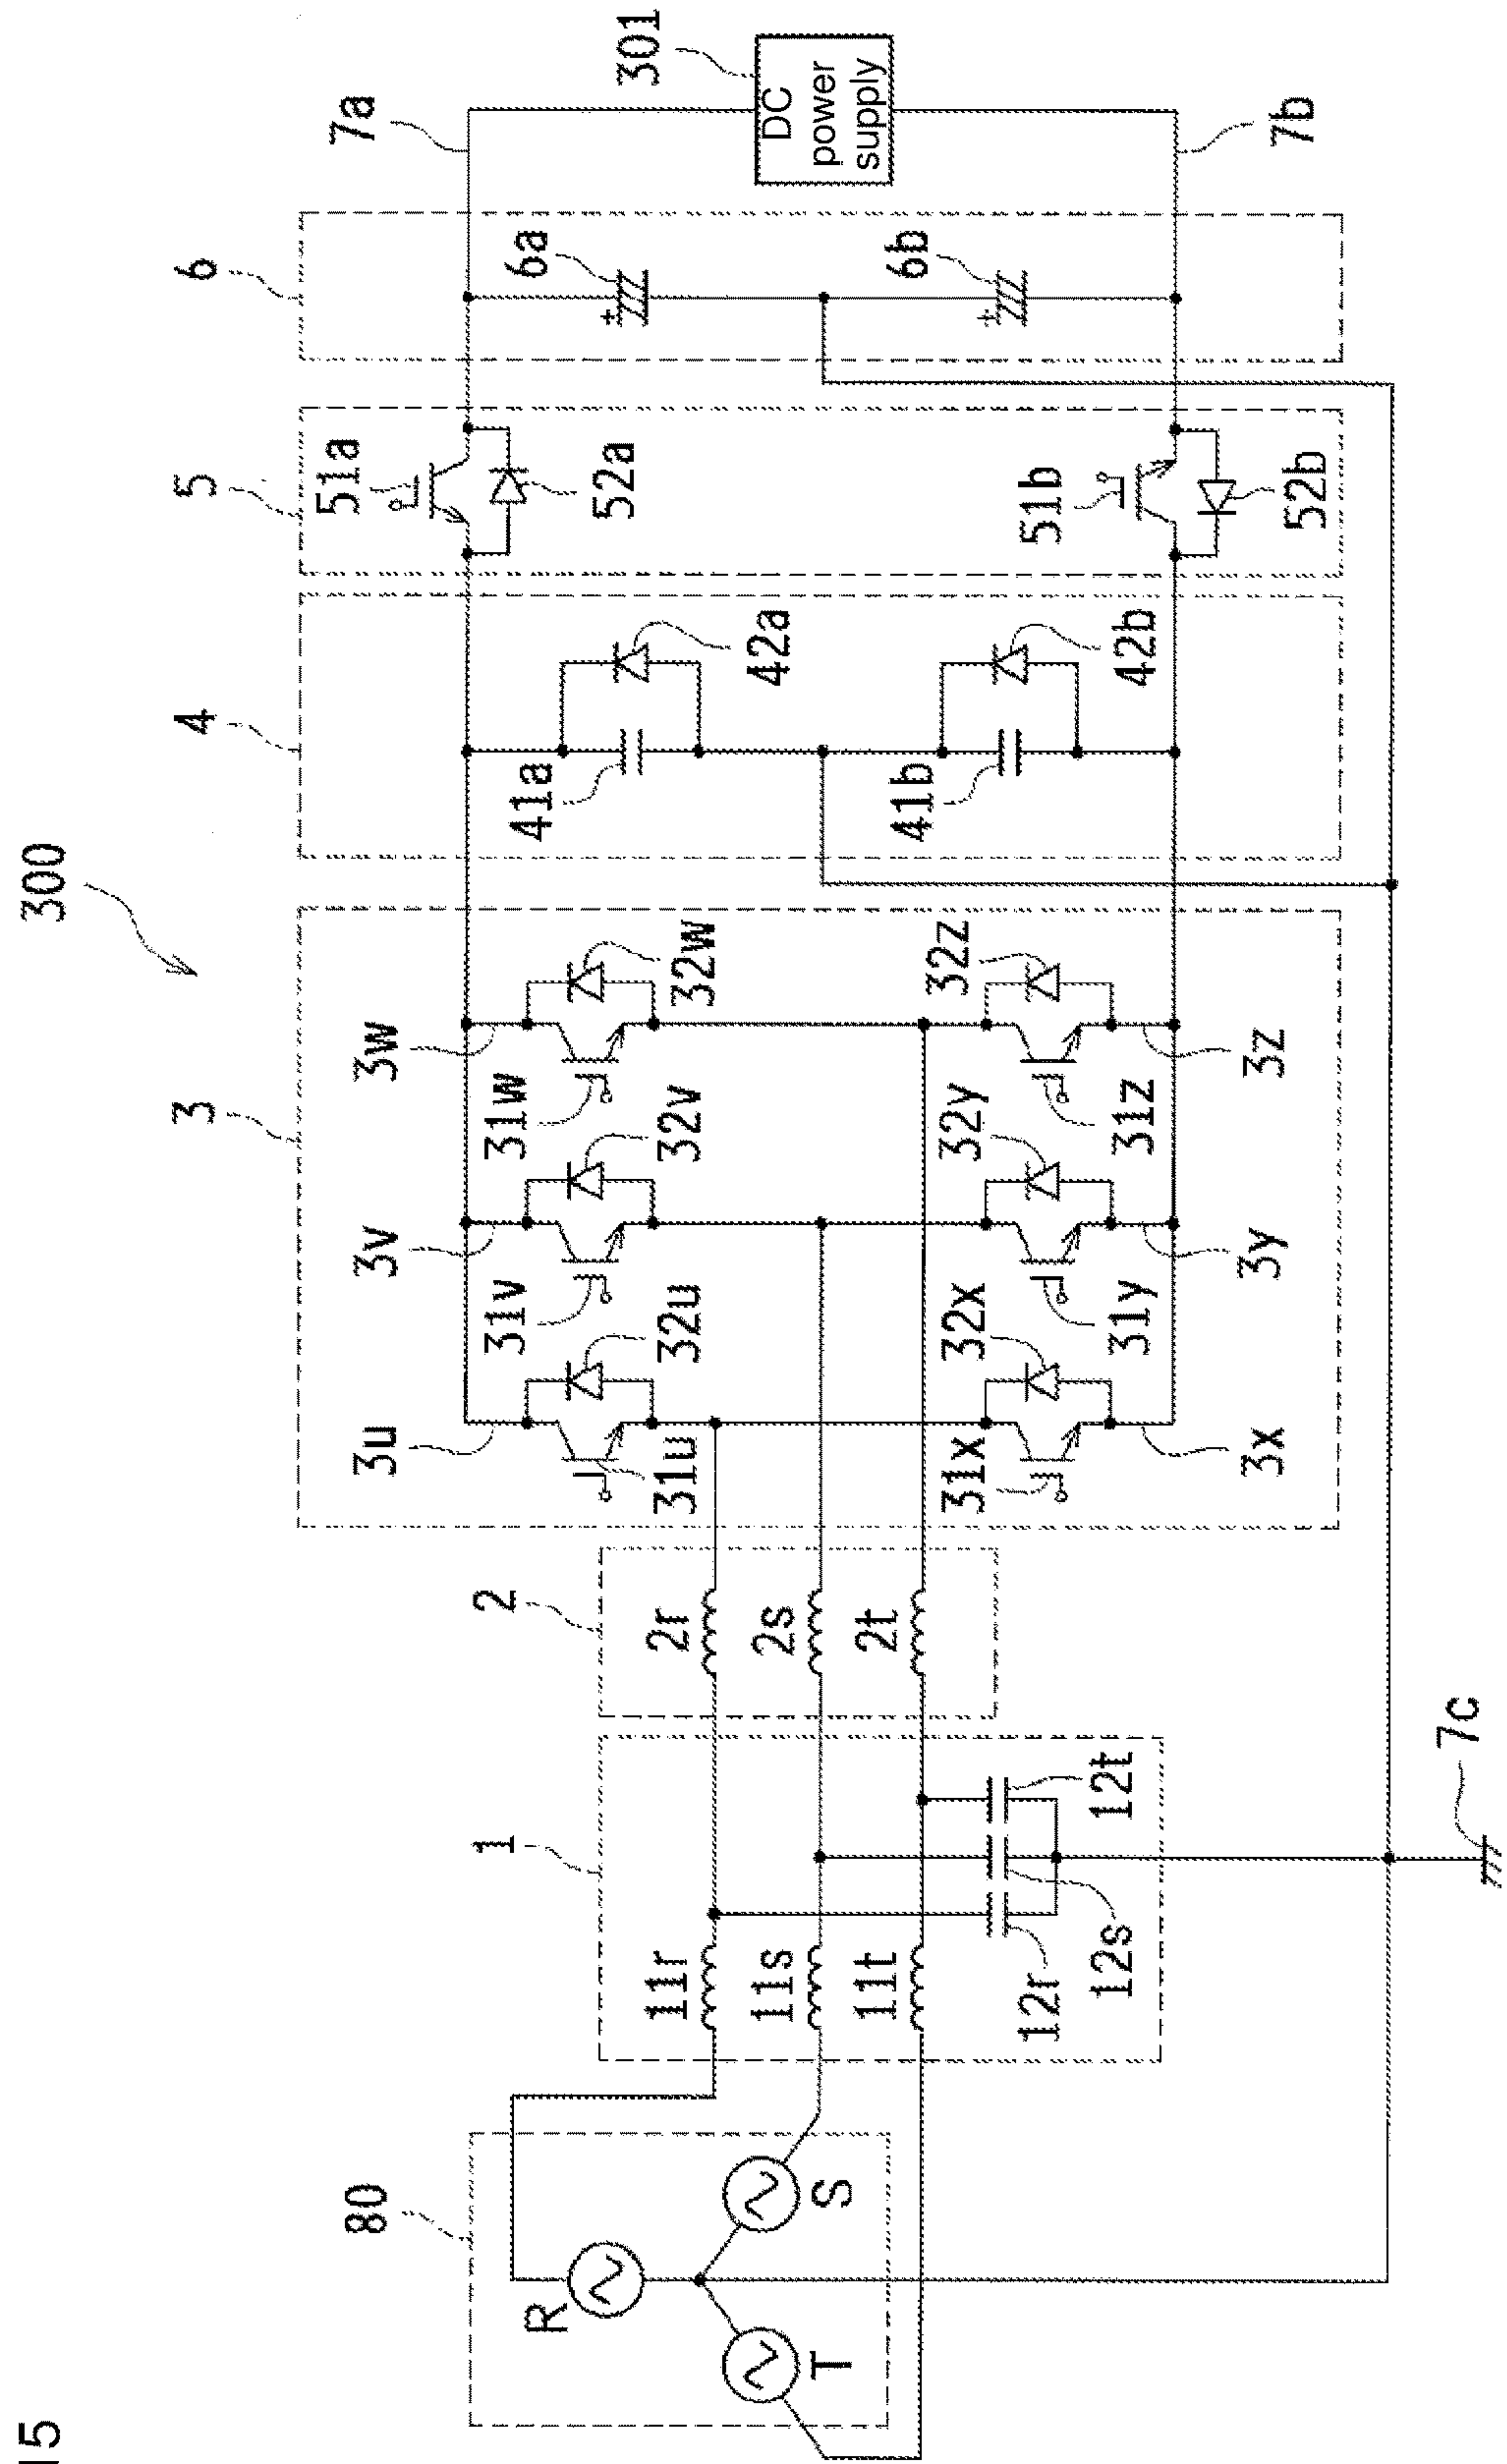 15
300
80
R
S
T
1
11r
11s
11t
12r
12s
12t
2
2r
2s
2t
3
3u
3v
3w
31u
32u
31v
32v
31w
32w
31x
32x
31y
32y
31z
32z
3x
3y
3z
4
41a
42a
41b
42b
5
51a
52a
51b
52b
6
6a
+
6b
+
7a
7b
301
DC
power
supply
7c